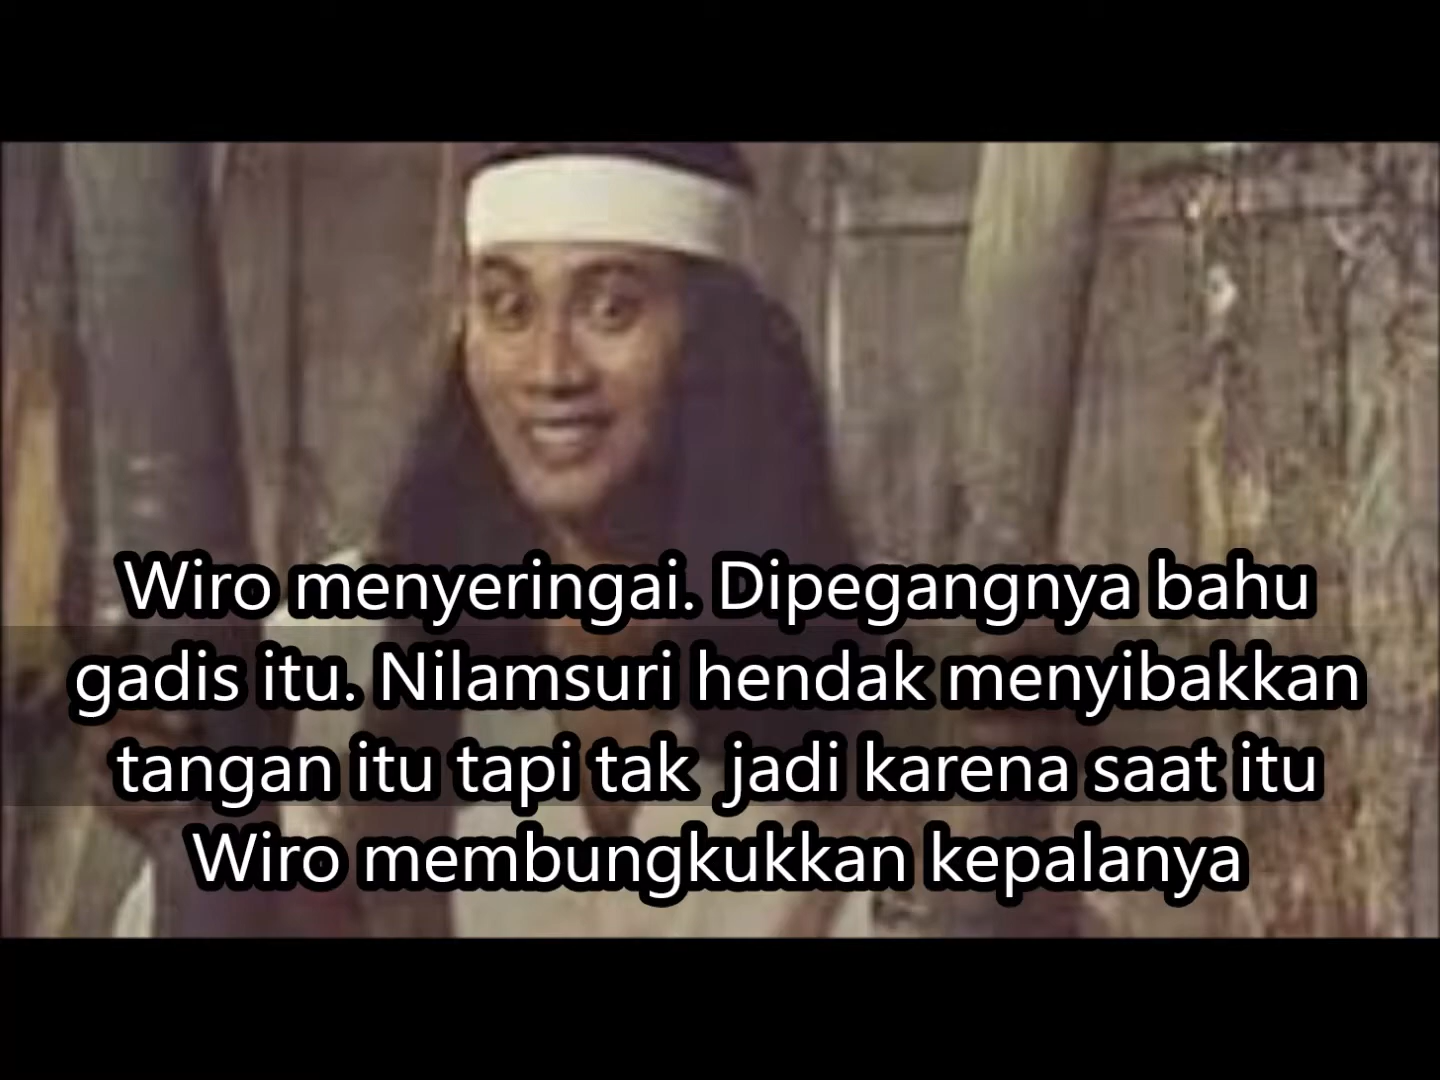 Wiro menyeringai. Dipegangnya bahu
gadis itu. Nilamsuri hendak menyibakkan
tangan itu tapi tak  jadi karena saat itu
Wiro membungkukkan kepalanya